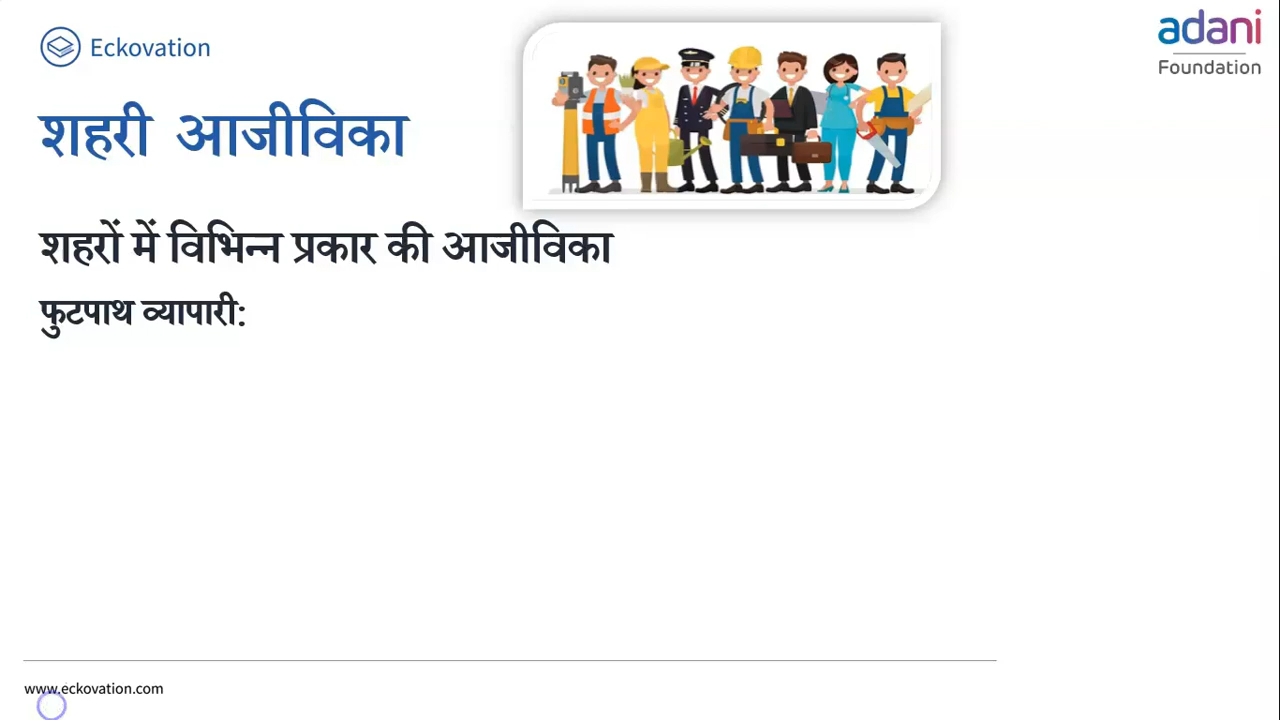 Eckovation
adani
Foundation
शहरी आजीविका
शहरों में विभिन्न प्रकार की आजीविका
फुटपाथ व्यापारी:
www.eckovation.com